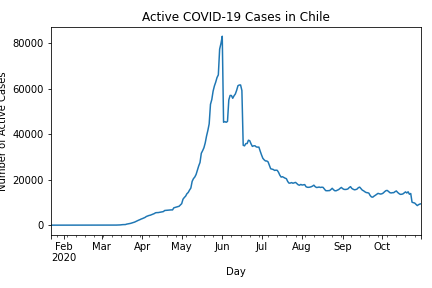 Active COVID-19 Cases in Chile
80000
60000
40000
20000
0
Number of Active Cases
Feb Mar Apr May Jun Jul Aug Sep Oct
2020
Day